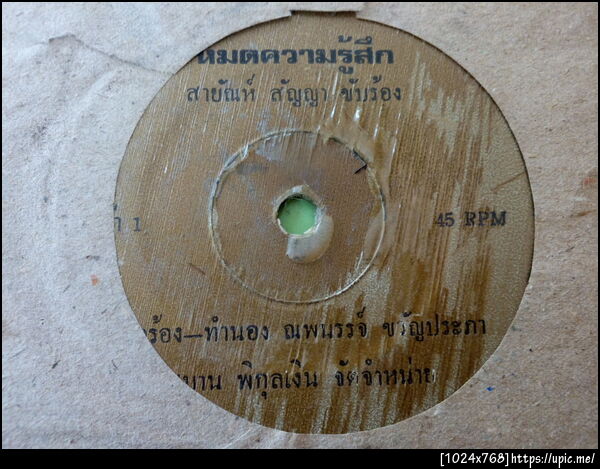 หมดความรู้สึก
สายัณห์ สัญญา ขับร้อง
1
45 RPM
ร้อง—ทำนอง ณพนรรจ์ ขวัญประภา
พิกุลเงิน จัดจำหน่าย
[1024x768]https://upic.me/